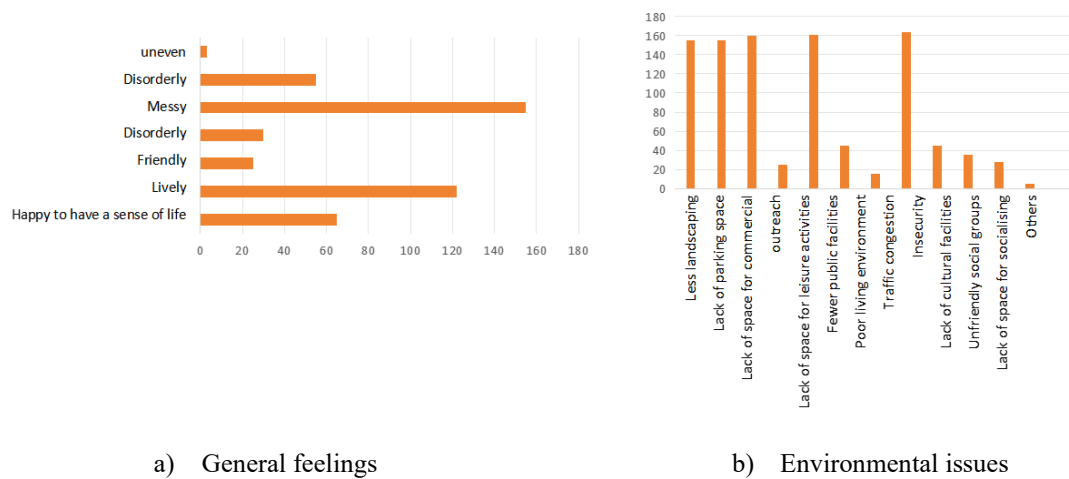 uneven
Disorderly
Messy
Disorderly
Friendly
Lively
Happy to have a sense of life
0 20 40 60 80 100 120 140 160 180
a) General feelings
180
160
140
120
100
80
60
40
20
0
Less landscaping
Lack of parking space
Lack of space for commercial
outreach
Lack of space for leisure activities
Fewer public facilities
Poor living environment
Traffic congestion
Insecurity
Lack of cultural facilities
Unfriendly social groups
Lack of space for socialising
Others
b) Environmental issues